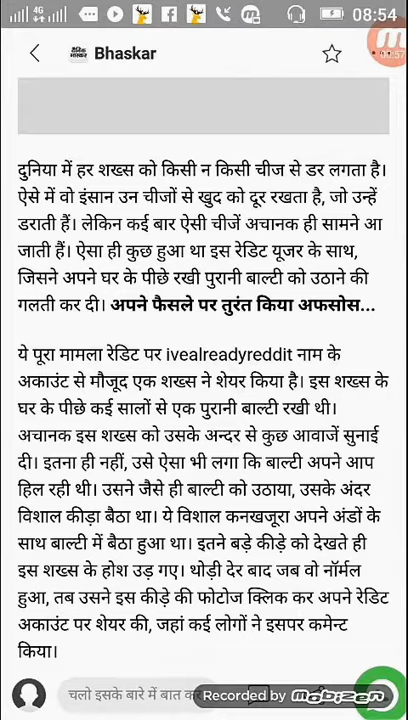 4G
08:54
दैनिक भास्कर Bhaskar
00:57
दुनिया में हर शख्स को किसी न किसी चीज से डर लगता है।
ऐसे में वो इंसान उन चीजों से खुद को दूर रखता है, जो उन्हें
डराती हैं। लेकिन कई बार ऐसी चीजें अचानक ही सामने आ
जाती हैं। ऐसा ही कुछ हुआ था इस रेडिट यूजर के साथ,
जिसने अपने घर के पीछे रखी पुरानी बाल्टी को उठाने की
गलती कर दी। अपने फैसले पर तुरंत किया अफसोस...
ये पूरा मामला रेडिट पर ivealreadyreddit नाम के
अकाउंट से मौजूद एक शख्स ने शेयर किया है। इस शख्स के
घर के पीछे कई सालों से एक पुरानी बाल्टी रखी थी।
अचानक इस शख्स को उसके अन्दर से कुछ आवाजें सुनाई
दी। इतना ही नहीं, उसे ऐसा भी लगा कि बाल्टी अपने आप
हिल रही थी। उसने जैसे ही बाल्टी को उठाया, उसके अंदर
विशाल कीड़ा बैठा था। ये विशाल कनखजूरा अपने अंडों के
साथ बाल्टी में बैठा हुआ था। इतने बड़े कीड़े को देखते ही
इस शख्स के होश उड़ गए। थोड़ी देर बाद जब वो नॉर्मल
हुआ, तब उसने इस कीड़े की फोटोज क्लिक कर अपने रेडिट
अकाउंट पर शेयर की, जहां कई लोगों ने इसपर कमेन्ट
किया।
चलो इसके बारे में बात कर
Recorded by mobizen